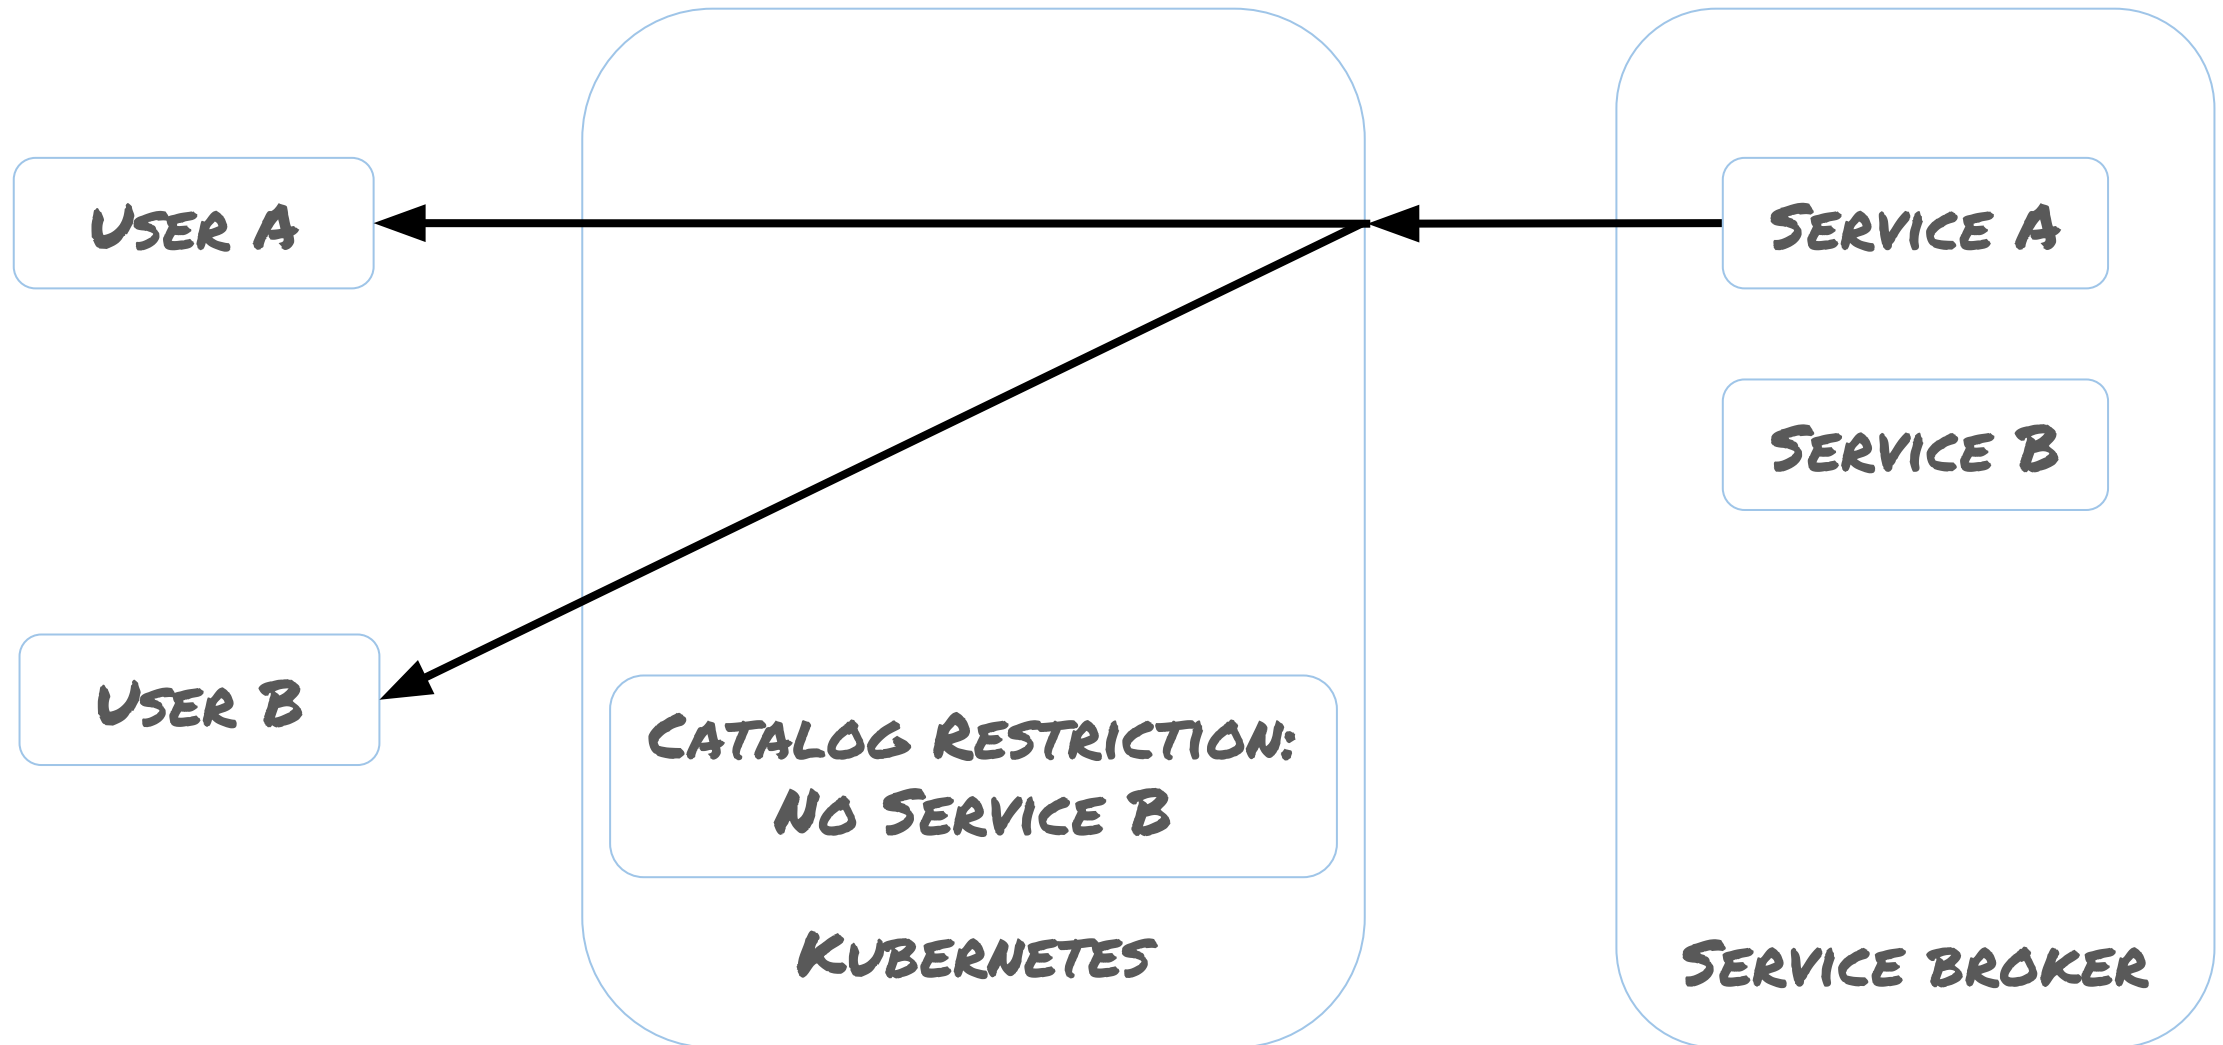 User A
Service A
Service B
User B
Catalog Restriction:
No Service B
Kubernetes
Service broker